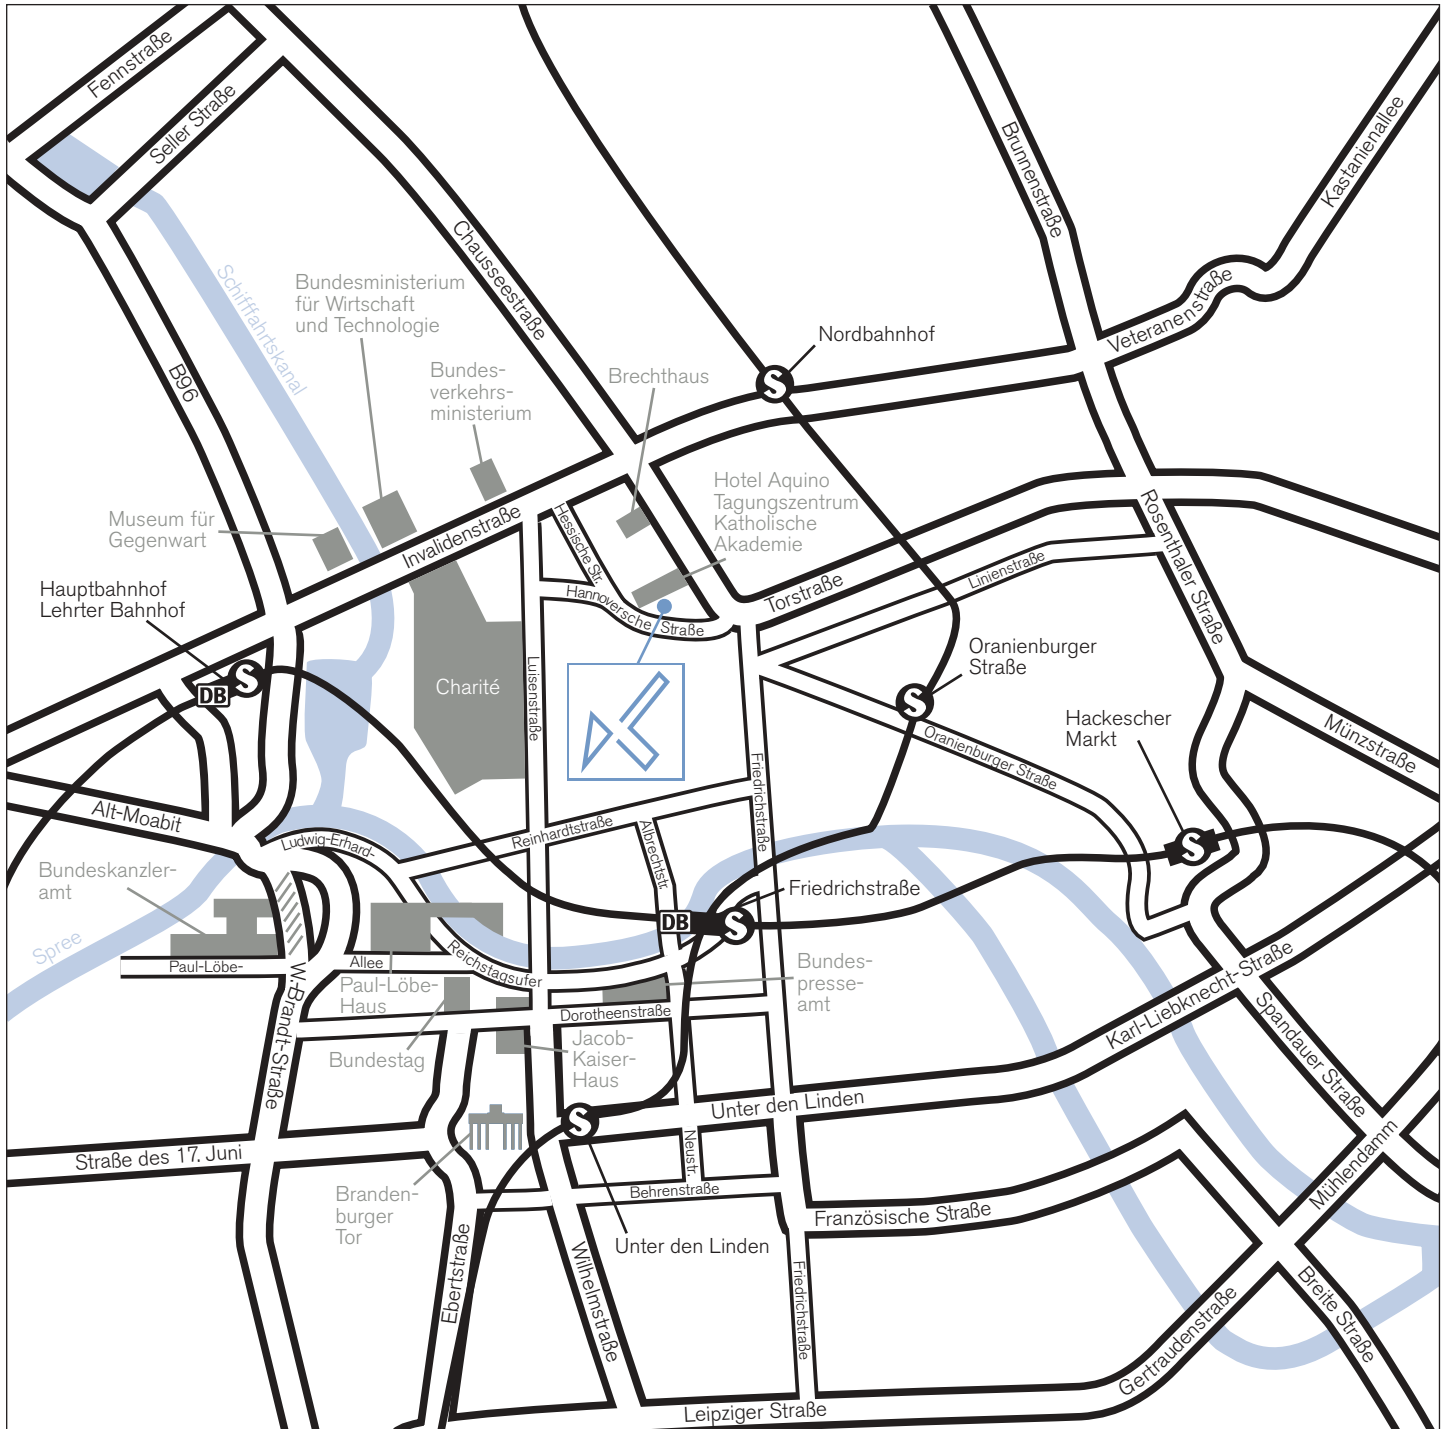 Fennstraße
Seller Straße
Brunnenstraße
Kastanienallee
Chausseestraße
Schifffahrtskanal
Bundesministerium
für Wirtschaft
und Technologie
Veteranenstraße
Nordbahnhof
B96
Bundes-
verkehrs-
ministerium
Brechthaus
Hotel Aquino
Tagungszentrum
Katholische
Akademie
Museum für
Gegenwart
Invalidenstraße
Hessische Str.
Rosenthaler Straße
Hauptbahnhof
Lehrter Bahnhof
Hannoversche Straße
Torstraße
Linienstraße
Oranienburger
Straße
S
S
DB
S
Charité
Luisenstraße
Hackescher
Markt
Münzstraße
Oranienburger Straße
Friedrichstraße
Alt-Moabit
Ludwig-Erhard-
Reinhardtstraße
Albrechtstr.
S
Bundeskanzler-
amt
Friedrichstraße
DB
S
Spree
Paul-Löbe-
Allee
Reichstagsufer
Paul-Löbe-
Haus
Bundes-
presse-
amt
W.-Brandt-Straße
Dorotheenstraße
Karl-Liebknecht-Straße
Spandauer Straße
Bundestag
Jacob-
Kaiser-
Haus
S
Unter den Linden
Straße des 17. Juni
Neustr.
Mühlendamm
Behrenstraße
Branden-
burger
Tor
Französische Straße
Unter den Linden
Ebertstraße
Wilhelmstraße
Friedrichstraße
Breite Straße
Gertraudenstraße
Leipziger Straße